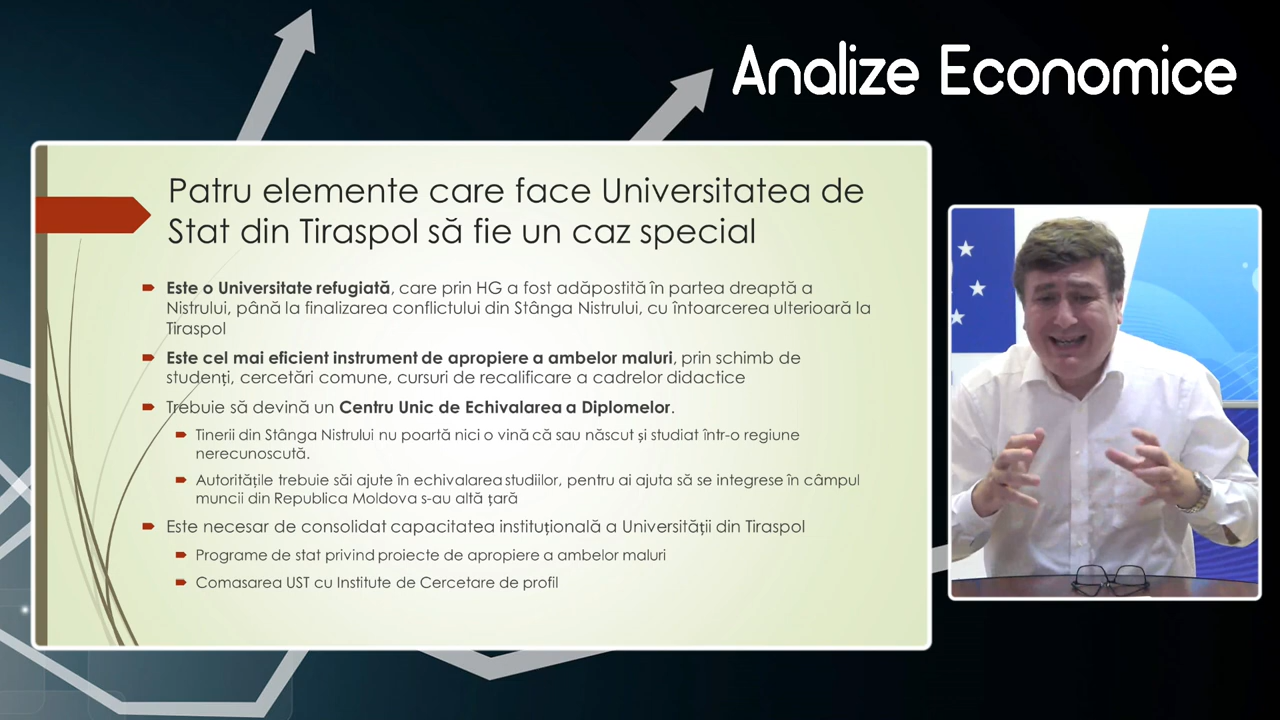 Analize Economice
Patru elemente care face Universitatea de
Stat din Tiraspol să fie un caz special
Este o Universitate refugiată, care prin HG a fost adăpostită în partea dreaptă a
Nistrului, până la finalizarea conflictului din Stânga Nistrului, cu întoarcerea ulterioară la
Tiraspol
Este cel mai eficient instrument de apropiere a ambelor maluri, prin schimb de
studenți, cercetări comune, cursuri de recalificare a cadrelor didactice
Trebuie să devină un Centru Unic de Echivalarea a Diplomelor.
Tinerii din Stânga Nistrului nu poartă nici o vină că sau născut și studiat într-o regiune
nerecunoscută.
Autoritățile trebuie săi ajute în echivalarea studiilor, pentru ai ajuta să se integrese în câmpul
muncii din Republica Moldova s-au altă țară
Este necesar de consolidat capacitatea instituțională a Universității din Tiraspol
Programe de stat privind proiecte de apropiere a ambelor maluri
Comasarea UST cu Institute de Cercetare de profil